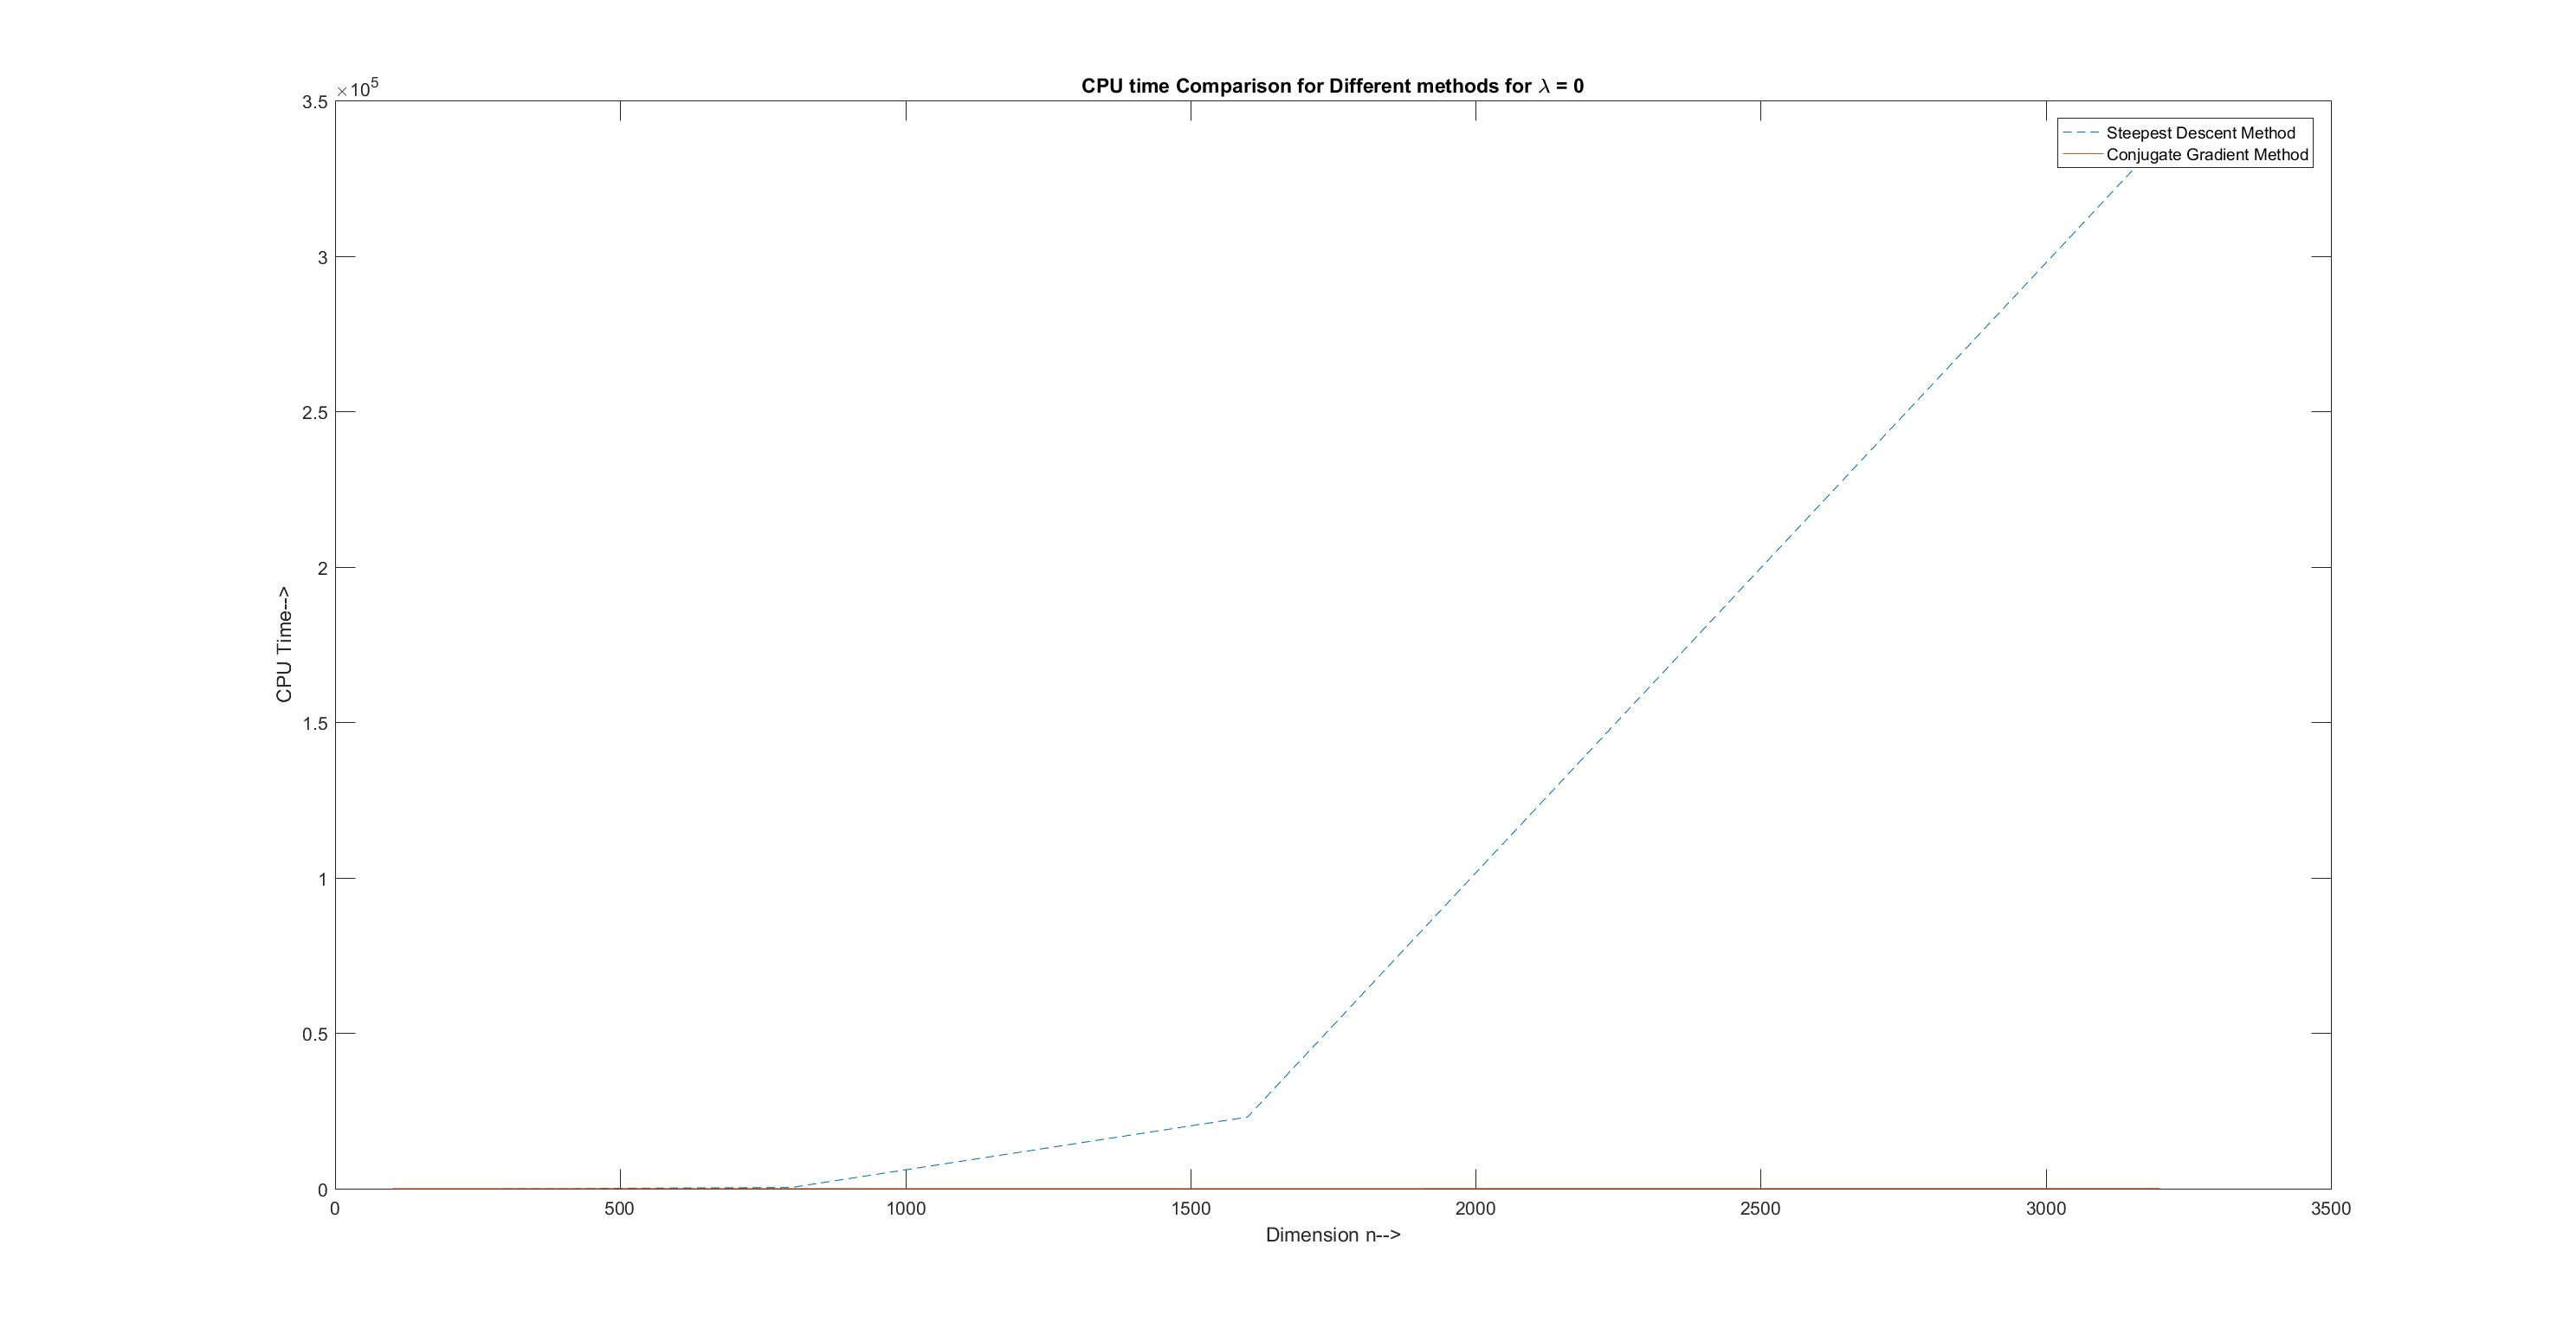 CPU time Comparison for Different methods for λ = 0
×10^5
3.5
3
2.5
2
1.5
1
0.5
0
CPU Time-->
Steepest Descent Method
Conjugate Gradient Method
0 500 1000 1500 2000 2500 3000 3500
Dimension n-->